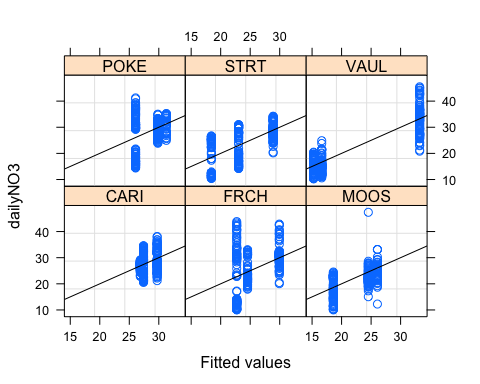 15 20 25 30
POKE STRT VAUL
40
30
20
10
dailyNO3
CARI FRCH MOOS
40
30
20
10
15 20 25 30 15 20 25 30
Fitted values